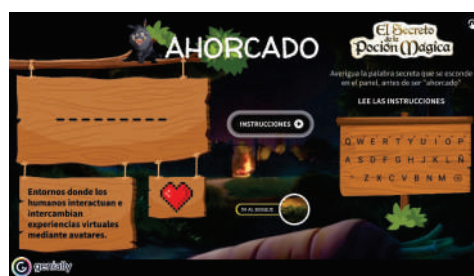 AHORCADO
El Secreto
de la
Poción Mágica
Averigua la palabra secreta que se esconde
en el panel, antes de ser "ahorcado"
LEE LAS INSTRUCCIONES
INSTRUCCIONES
Q W E R T Y U I O P
A S D F G H J K L Ñ
Z X C V B N M
Entornos donde los
humanos interactuan e
intercambian
experiencias virtuales
mediante avatares.
IR AL BOSQUE
genially